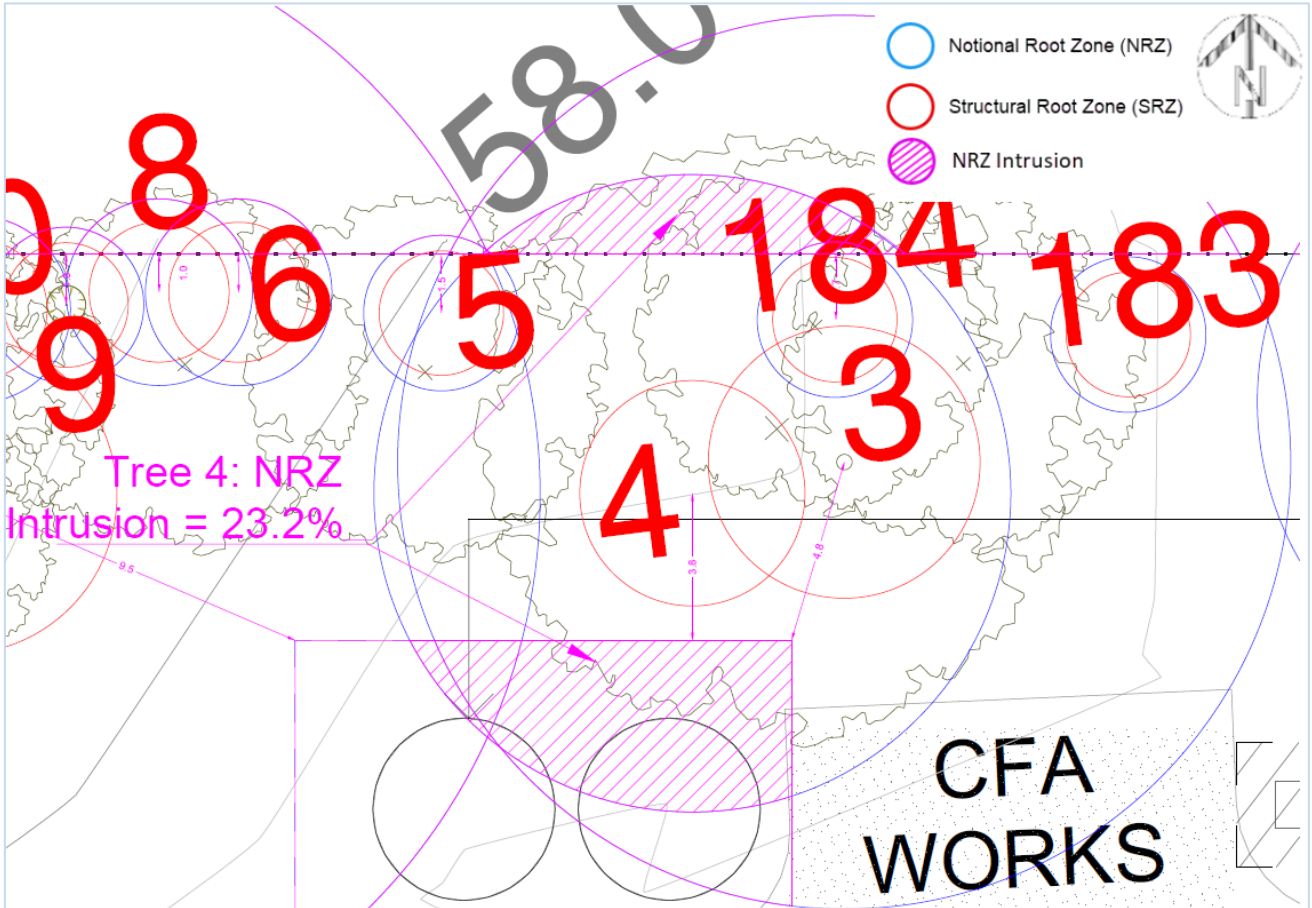 58.0
Notional Root Zone (NRZ)
Structural Root Zone (SRZ)
NRZ Intrusion
N
8
184
183
0
6
5
1.0
1.5
9
3
4
Tree 4: NRZ
Intrusion = 23.2%
9.5
3.8
4.8
CFA
WORKS